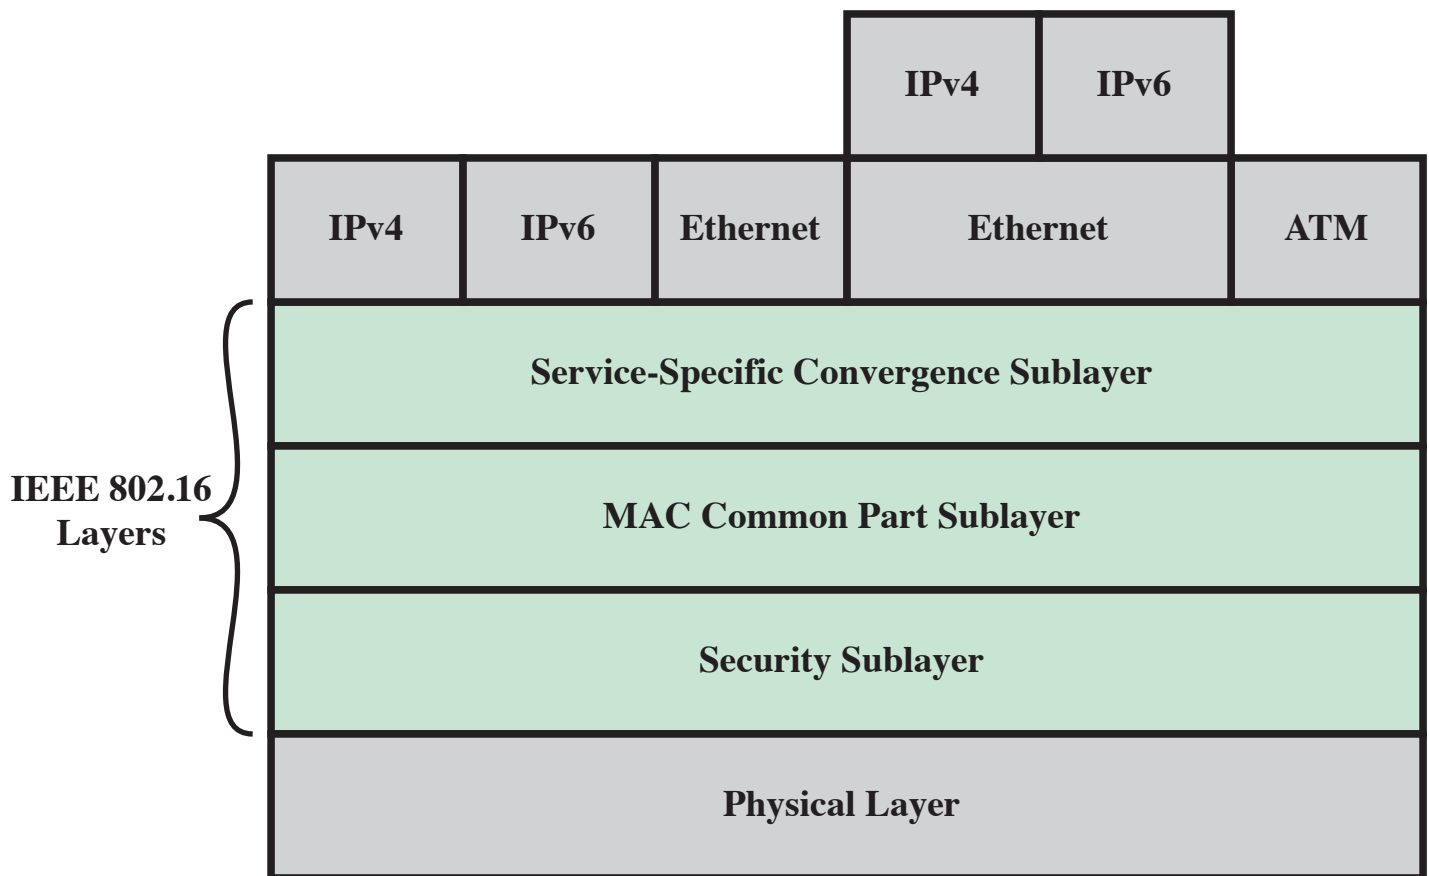 IPv4 IPv6
IPv4 IPv6 Ethernet Ethernet ATM
Service-Specific Convergence Sublayer
IEEE 802.16
Layers
MAC Common Part Sublayer
Security Sublayer
Physical Layer